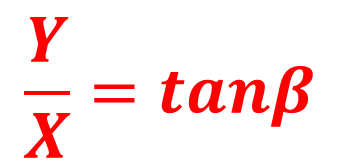 Y
X = tanβ